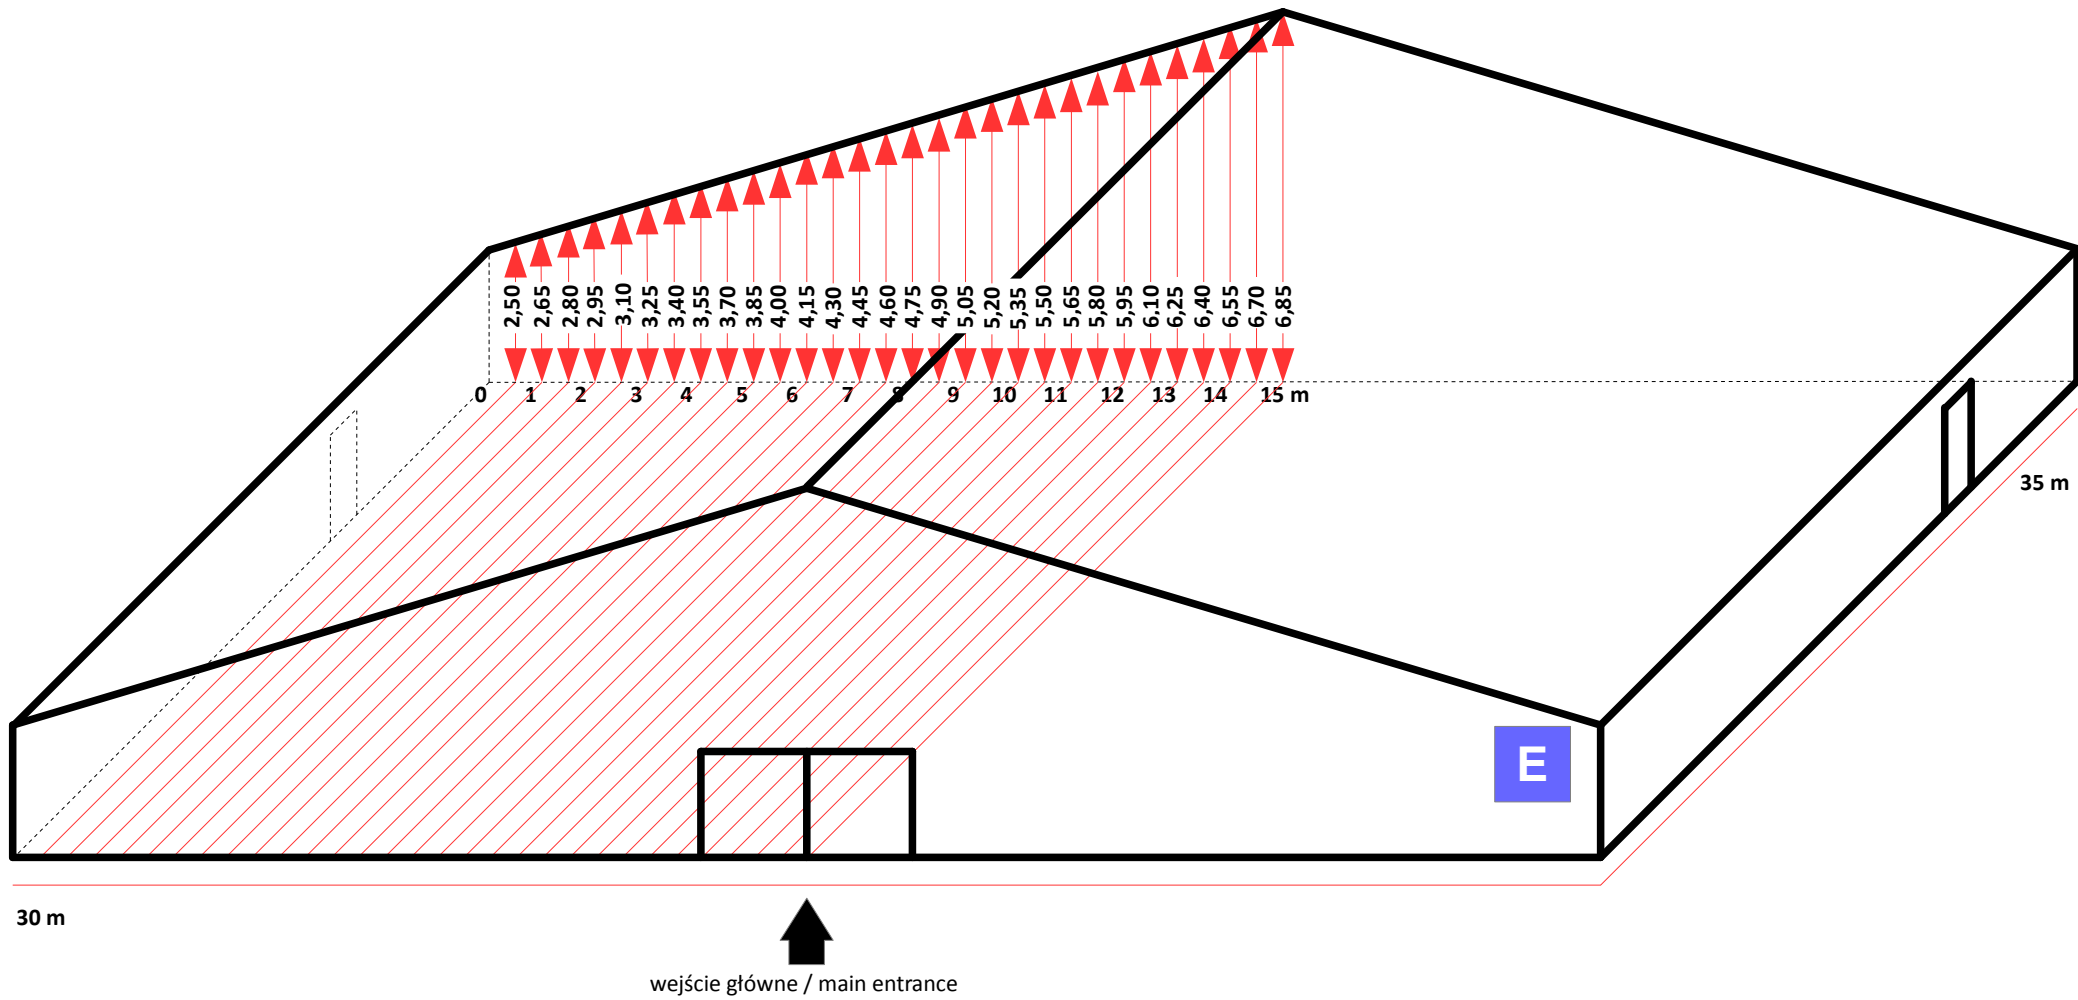 2,50 2,65 2,80 2,95 3,10 3,25 3,40 3,55 3,70 3,85 4,00 4,15 4,30 4,45 4,60 4,75 4,90 5,05 5,20 5,35 5,50 5,65 5,80 5,95 6.10 6,25 6,40 6,55 6,70 6,85
0 1 2 3 4 5 6 7 8 9 10 11 12 13 14 15 m
35 m
E
30 m
wejście główne / main entrance